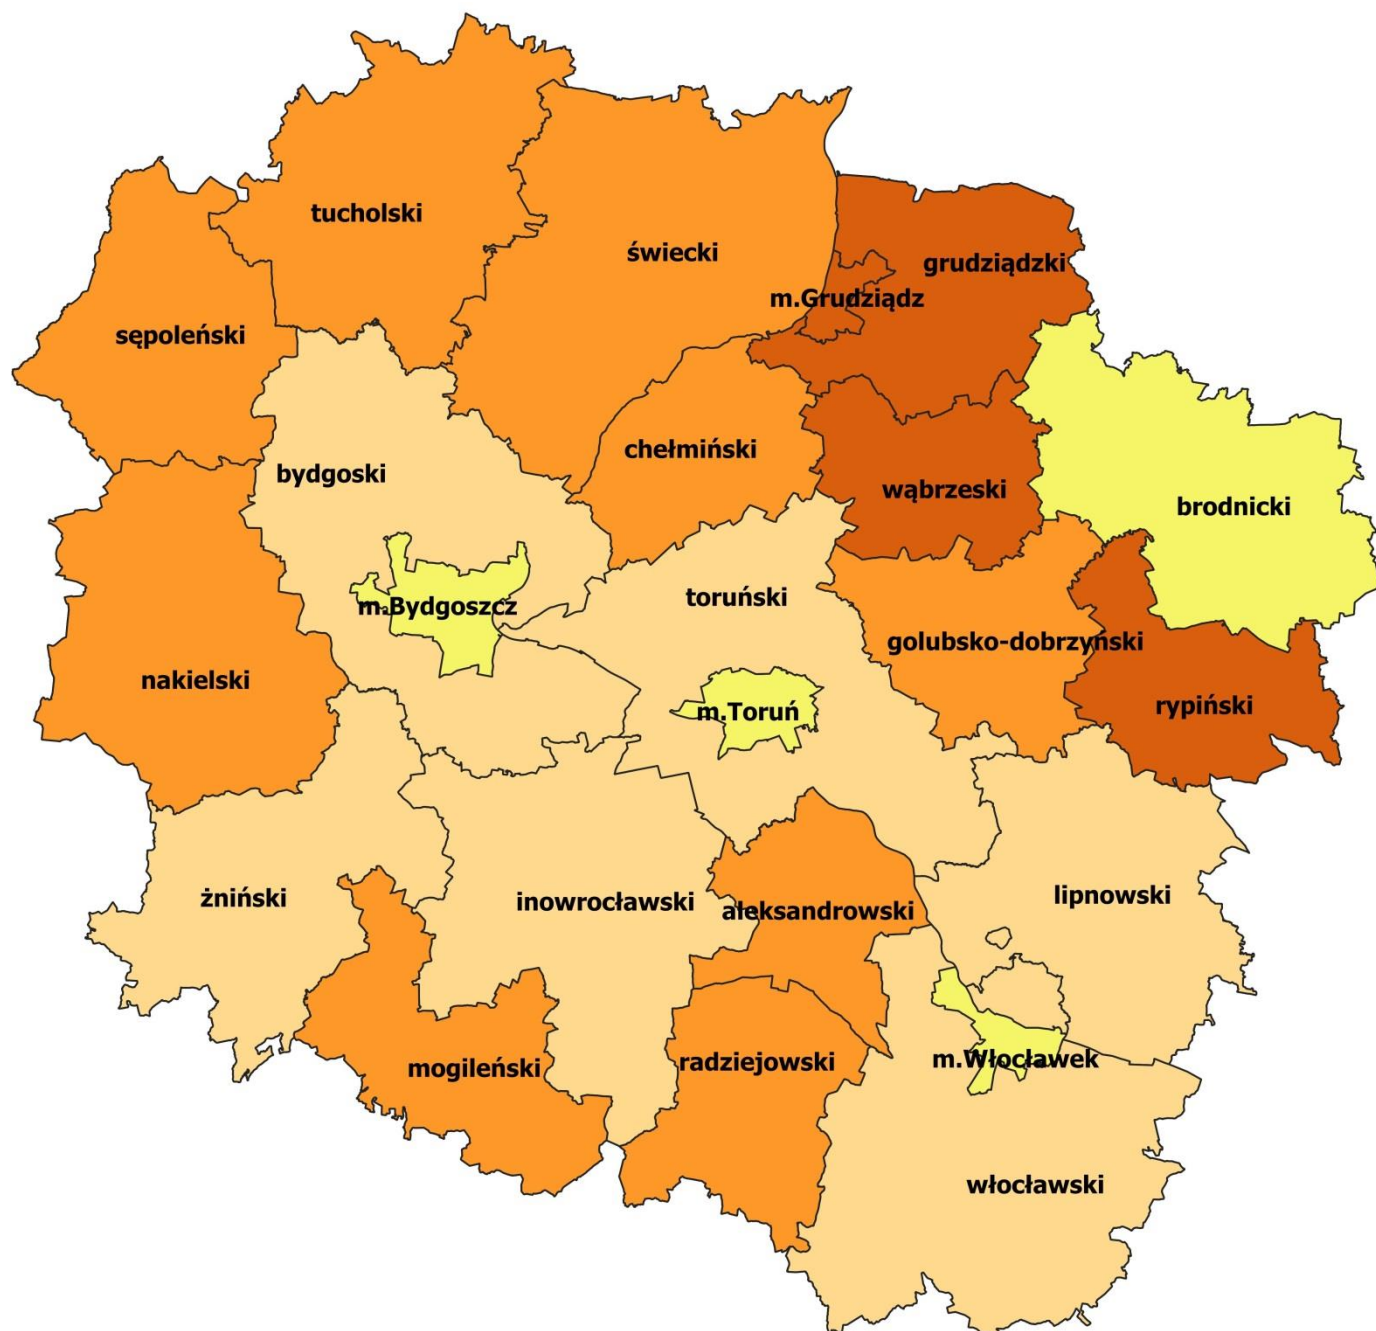 tucholski
świecki
grudziądzki
m.Grudziądz
sępoleński
chełmiński
bydgoski
wąbrzeski
brodnicki
toruński
m.Bydgoszcz
golubsko-dobrzyński
nakielski
rypiński
m.Toruń
żniński
inowrocławski
aleksandrowski
lipnowski
mogileński
radziejowski
m.Włocławek
włocławski